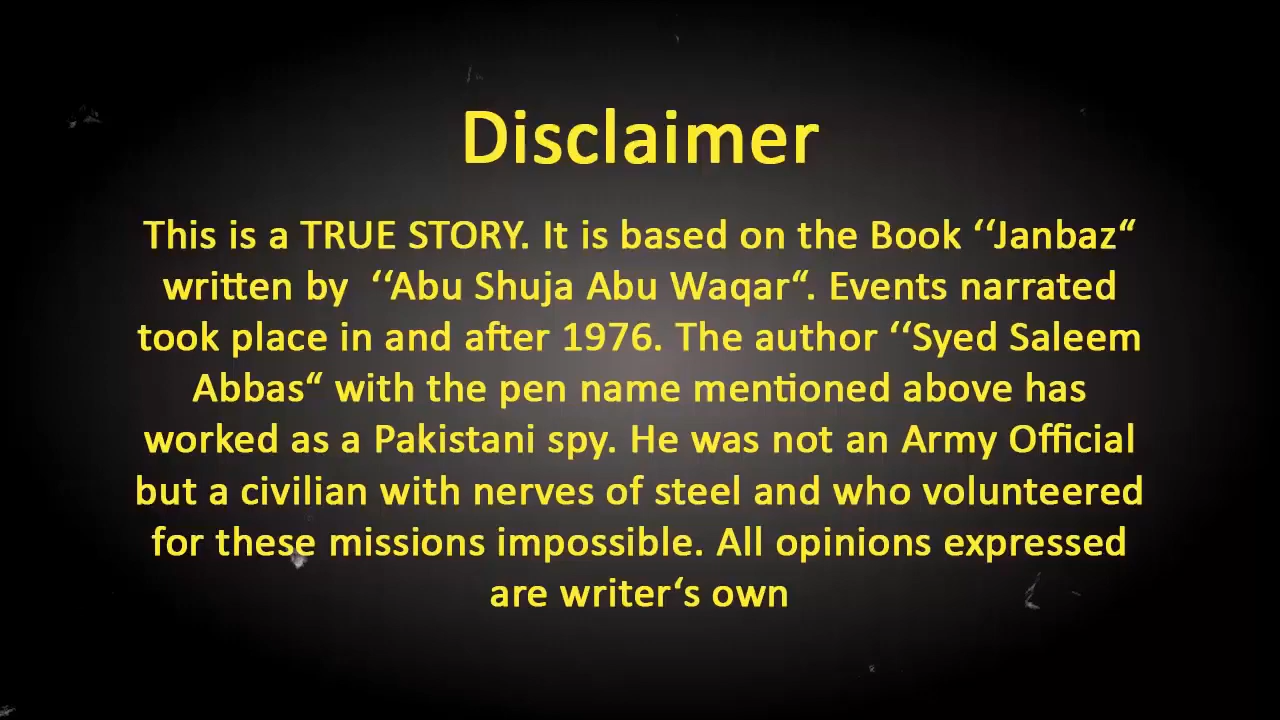 Disclaimer
This is a TRUE STORY. It is based on the Book ‘‘Janbaz“
written by ‘‘Abu Shuja Abu Waqar“. Events narrated
took place in and after 1976. The author ‘‘Syed Saleem
Abbas“ with the pen name mentioned above has
worked as a Pakistani spy. He was not an Army Official
but a civilian with nerves of steel and who volunteered
for these missions impossible. All opinions expressed
are writer‘s own